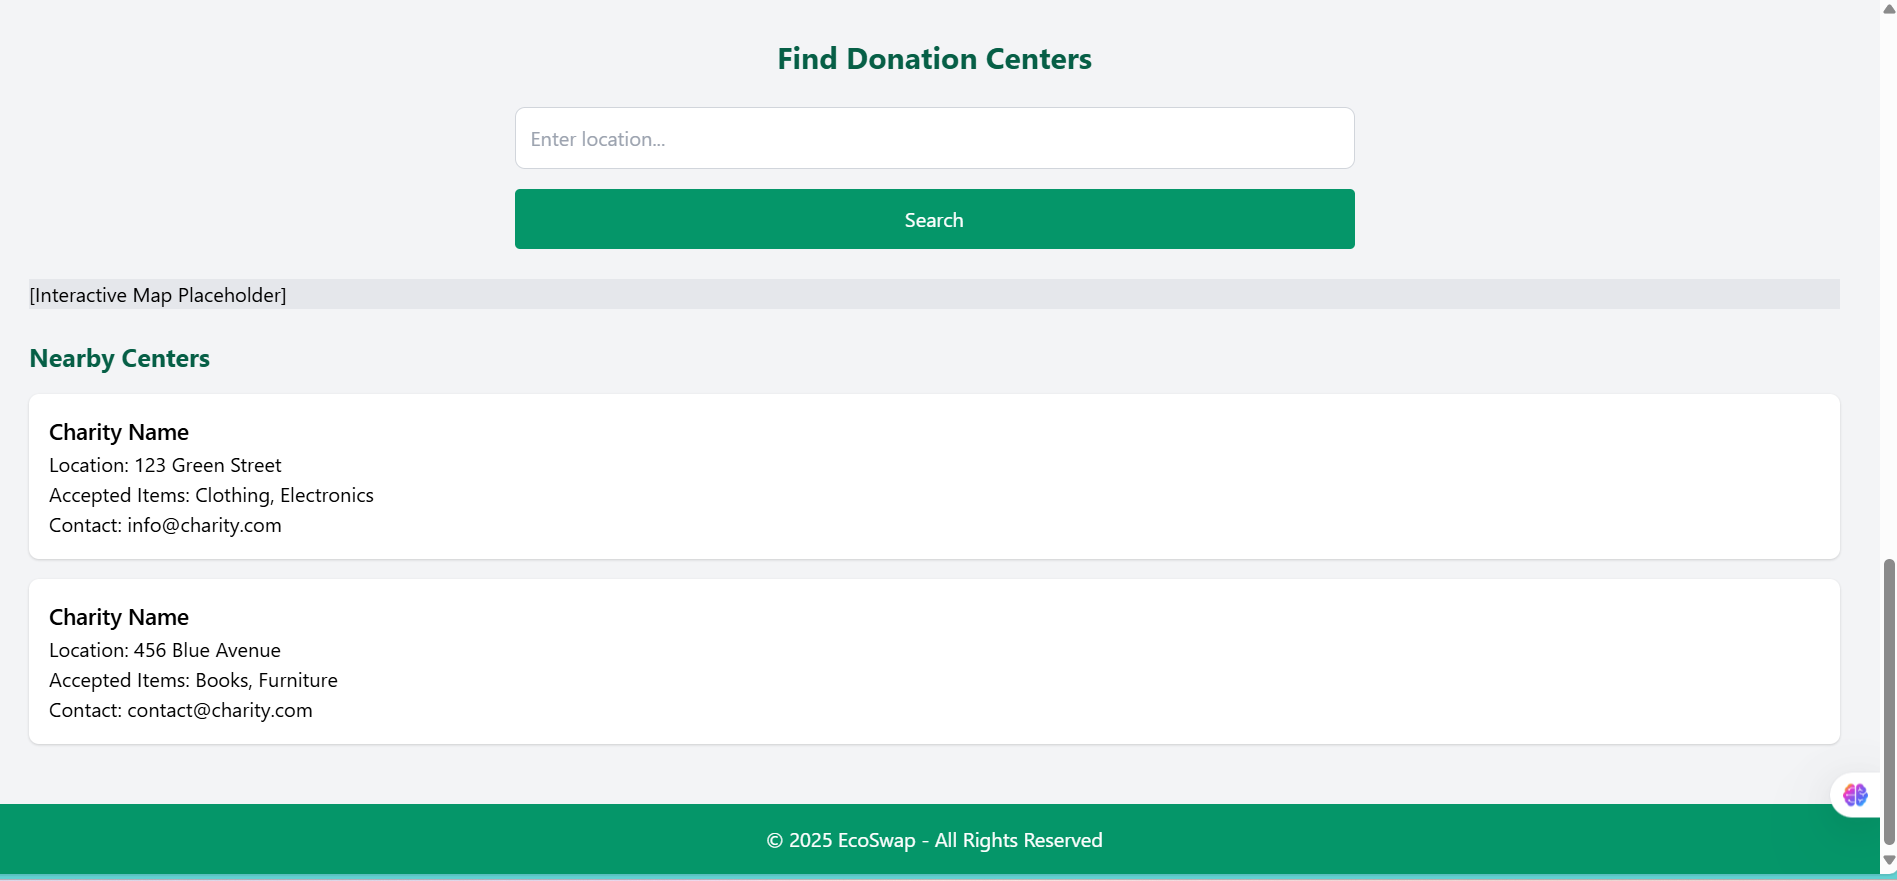 Find Donation Centers
Enter location...
Search
[Interactive Map Placeholder]
Nearby Centers
Charity Name
Location: 123 Green Street
Accepted Items: Clothing, Electronics
Contact: info@charity.com
Charity Name
Location: 456 Blue Avenue
Accepted Items: Books, Furniture
Contact: contact@charity.com
© 2025 EcoSwap - All Rights Reserved